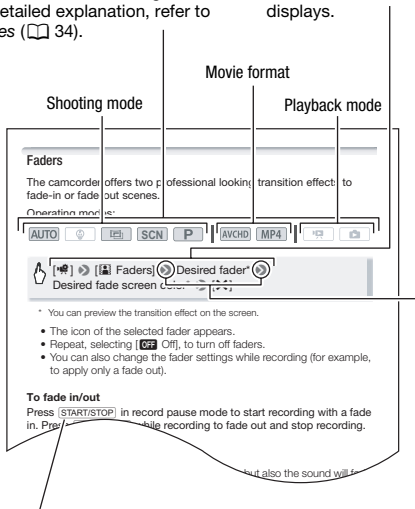 etailed explanation, refer to
es (34).
displays.
Movie format
Shooting mode
Playback mode
Faders
The camcorder offers two professional looking transition effects to
fade-in or fade out scenes.
Operating modes:
AUTO SCN P AVCHD MP4
[ ] [ Faders] Desired fader*
Desired fade screen color* [X]
* You can preview the transition effect on the screen.
• The icon of the selected fader appears.
• Repeat, selecting [OFF Off], to turn off faders.
• You can also change the fader settings while recording (for example,
to apply only a fade out).
To fade in/out
Press START/STOP in record pause mode to start recording with a fade
in. Press while recording to fade out and stop recording.
but also the sound will